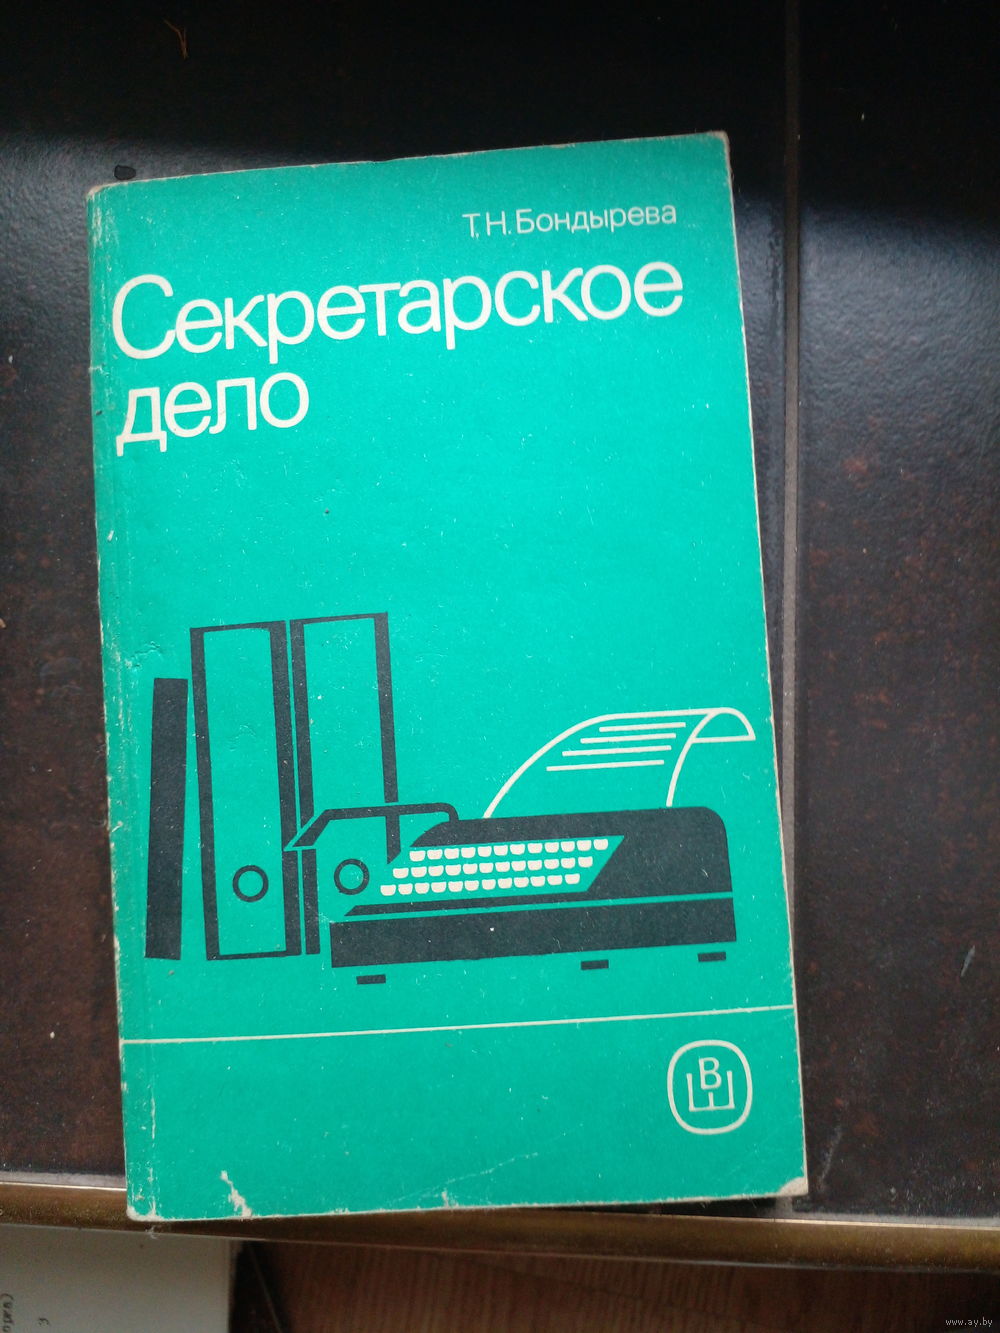 Т.Н.Бондырева
Секретарское
дело
ВШ
www.ay.by